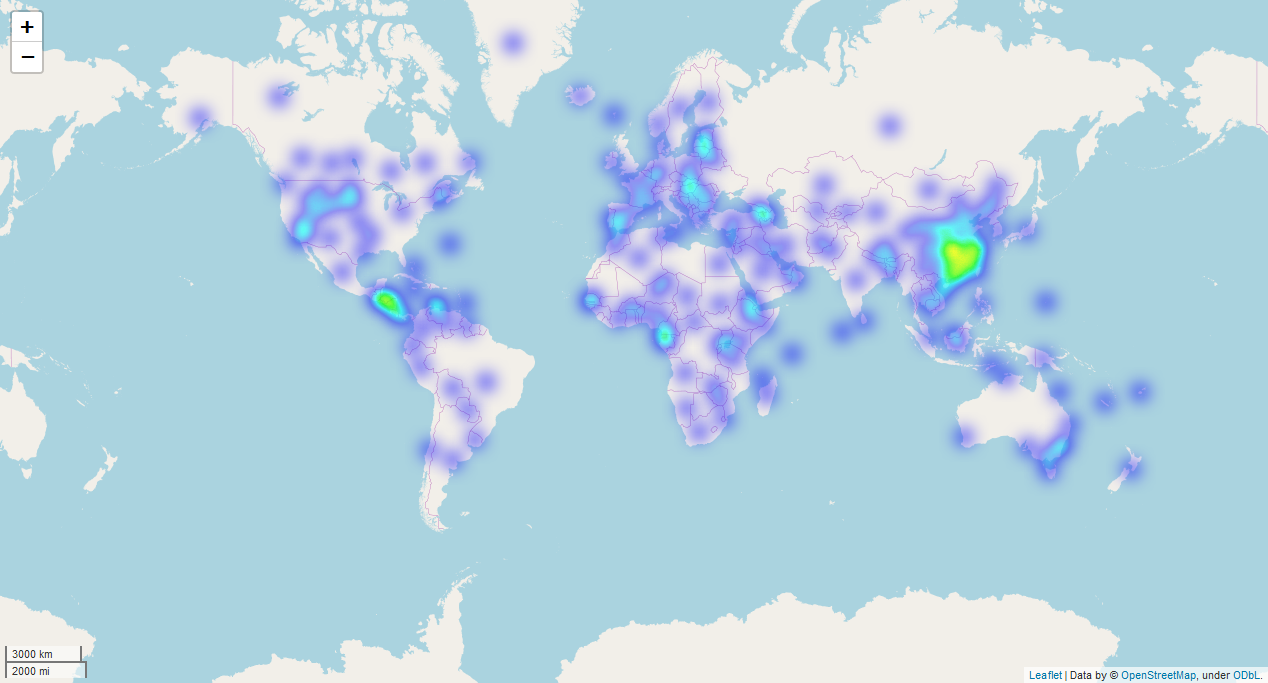 +
−
3000 km
2000 mi
Leaflet | Data by © OpenStreetMap, under ODbL.